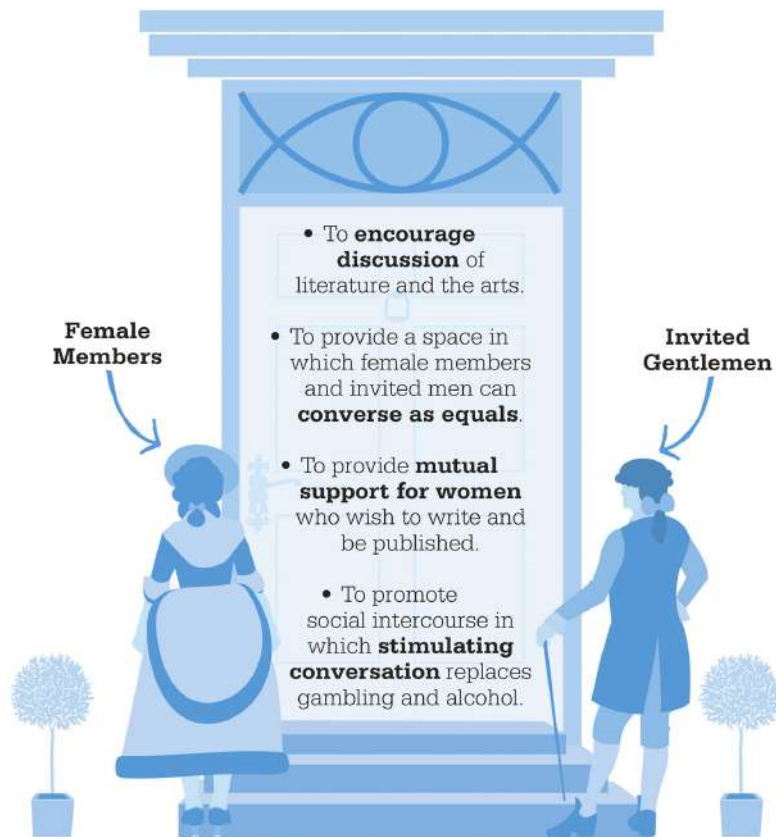 • To encourage
discussion of
literature and the arts.
Female
Members
• To provide a space in
which female members
and invited men can
converse as equals.
Invited
Gentlemen
• To provide mutual
support for women
who wish to write and
be published.
• To promote
social intercourse in
which stimulating
conversation replaces
gambling and alcohol.